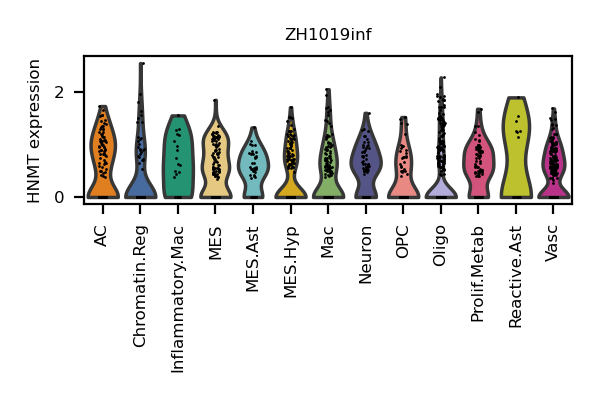 ZH1019inf
HNMT expression
2
0
AC
Chromatin.Reg
Inflammatory.Mac
MES
MES.Ast
MES.Hyp
Mac
Neuron
OPC
Oligo
Prolif.Metab
Reactive.Ast
Vasc